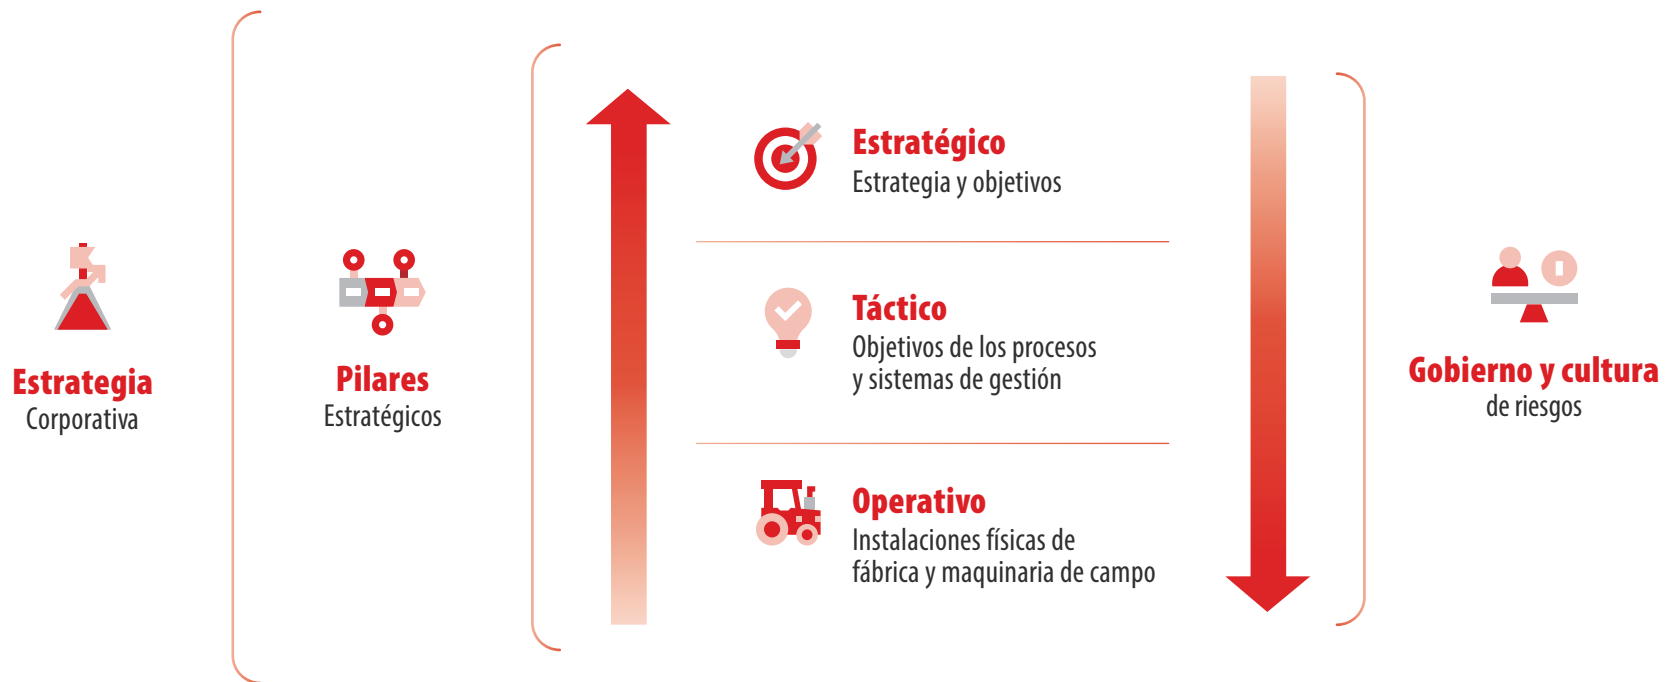 Estrategia
Corporativa
Pilares
Estratégicos
Estratégico
Estrategia y objetivos
Táctico
Objetivos de los procesos
y sistemas de gestión
Operativo
Instalaciones físicas de
fábrica y maquinaria de campo
Gobierno y cultura
de riesgos